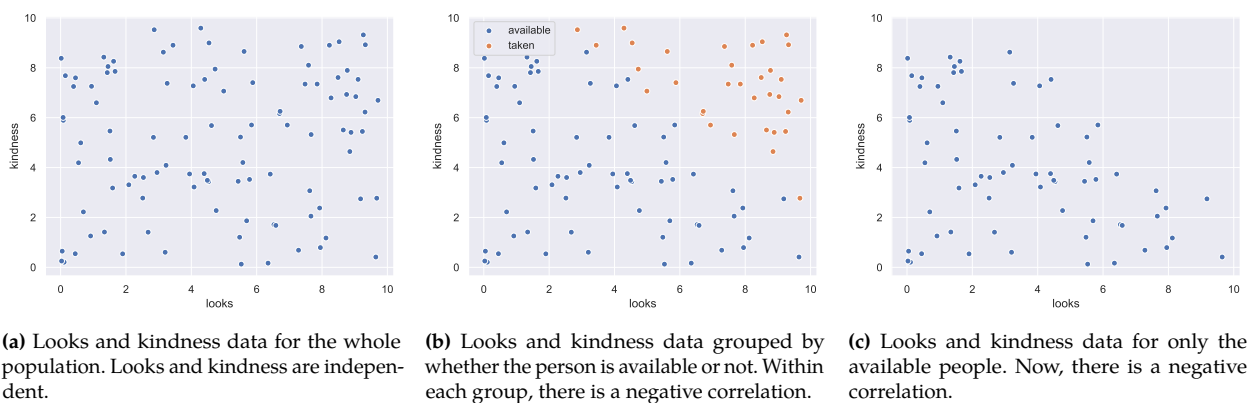 10
8
6
4
2
0
kindness
0 2 4 6 8 10
looks
10
8
6
4
2
0
kindness
available
taken
0 2 4 6 8 10
looks
10
8
6
4
2
0
kindness
0 2 4 6 8 10
looks
(a) Looks and kindness data for the whole
population. Looks and kindness are indepen-
dent.
(b) Looks and kindness data grouped by
whether the person is available or not. Within
each group, there is a negative correlation.
(c) Looks and kindness data for only the
available people. Now, there is a negative
correlation.